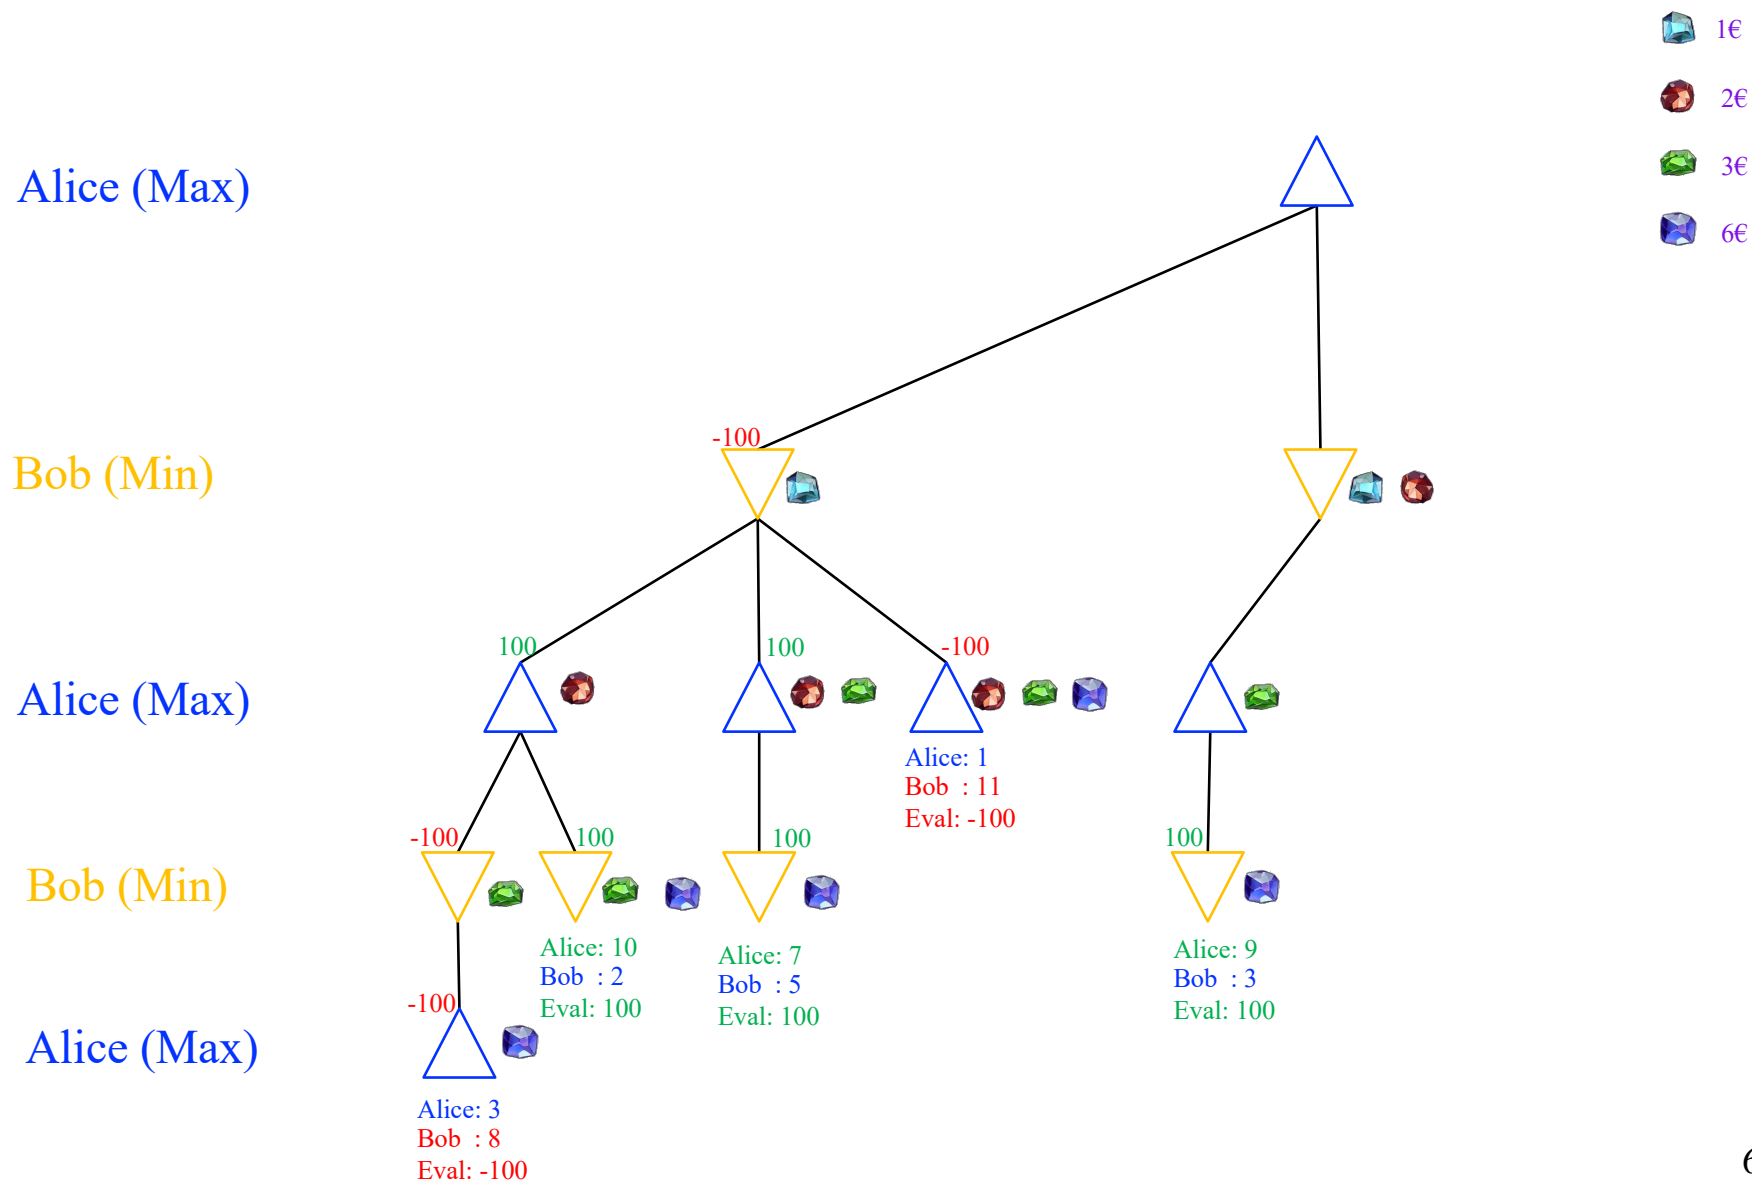 1€
2€
3€
6€
Alice (Max)
Bob (Min)
-100
Alice (Max)
100
100
-100
Alice: 1
Bob : 11
Eval: -100
Bob (Min)
-100
100
100
100
Alice: 10
Bob : 2
Eval: 100
Alice: 7
Bob : 5
Eval: 100
Alice: 9
Bob : 3
Eval: 100
Alice (Max)
-100
Alice: 3
Bob : 8
Eval: -100
6